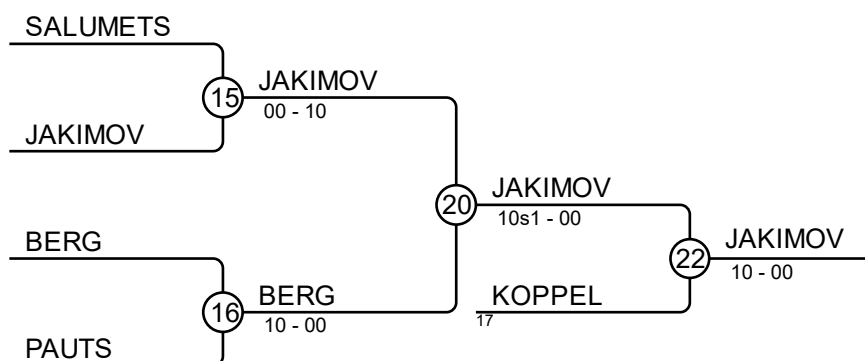 SALUMETS
15
JAKIMOV
00 - 10
JAKIMOV
20
JAKIMOV
10s1 - 00
22
JAKIMOV
10 - 00
BERG
16
BERG
10 - 00
KOPPEL
17
PAUTS